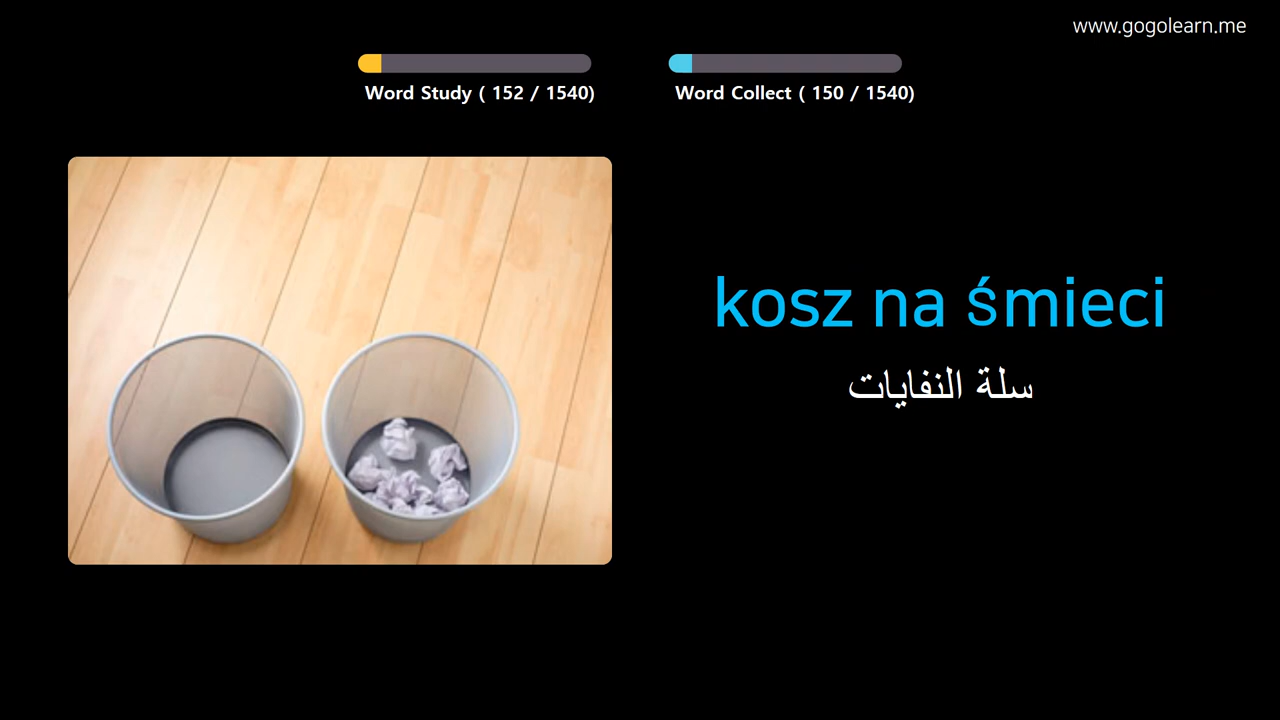 www.gogolearn.me
Word Study ( 152 / 1540)
Word Collect ( 150 / 1540)
kosz na śmieci
سلة النفايات